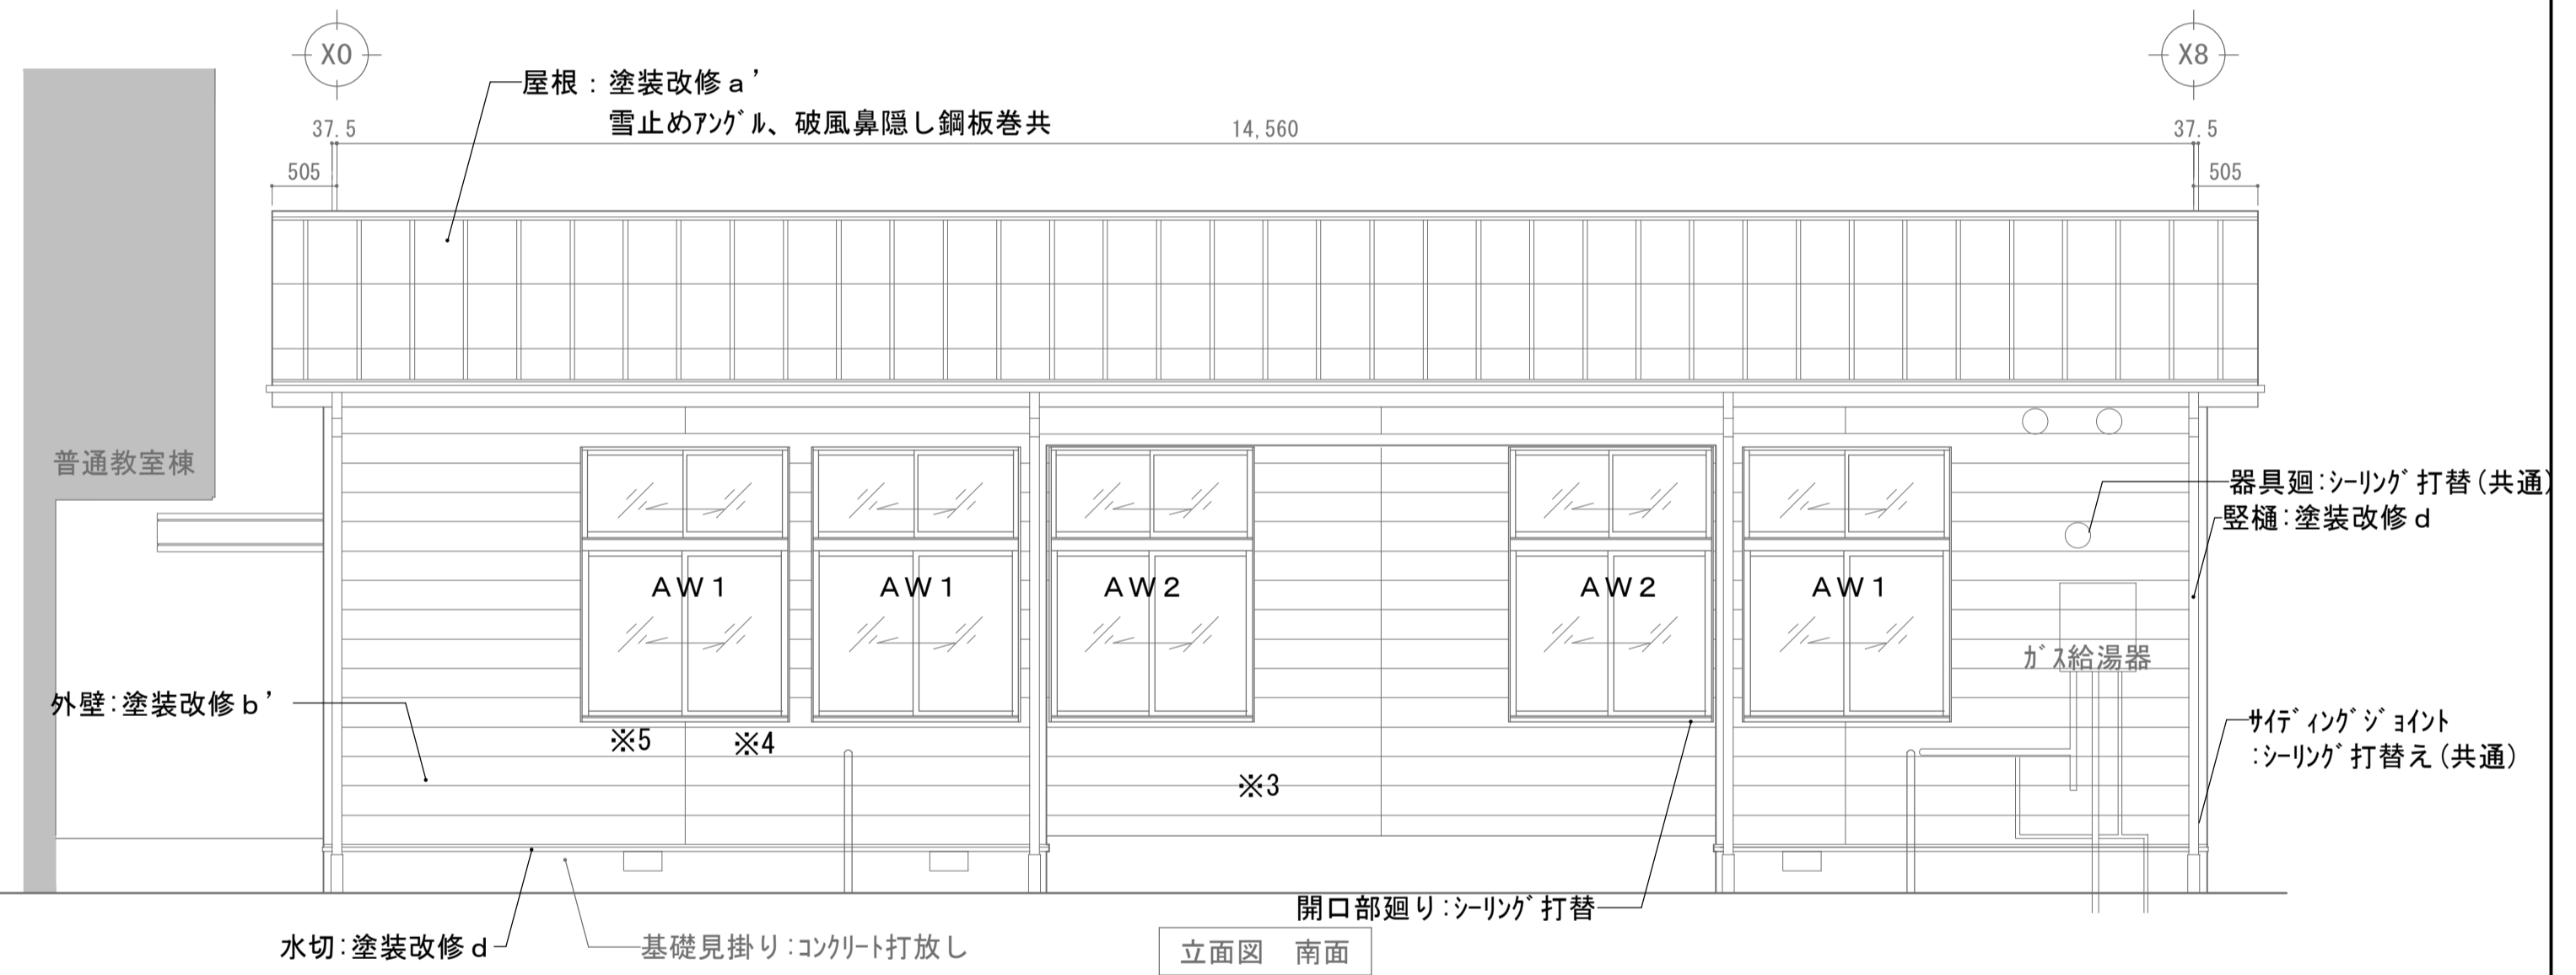 X0
X8
屋根：塗装改修ａ’
雪止めｱﾝｸﾞﾙ、破風鼻隠し鋼板巻共
37.5
14,560
37.5
505
505
普通教室棟
器具廻:ｼｰﾘﾝｸﾞ打替(共通)
竪樋:塗装改修ｄ
ＡＷ１
ＡＷ１
ＡＷ２
ＡＷ２
ＡＷ１
ｶﾞｽ給湯器
外壁:塗装改修ｂ’
※5
※4
※3
ｻｲﾃﾞｨﾝｸﾞｼﾞｮｲﾝﾄ
:ｼｰﾘﾝｸﾞ打替え(共通)
開口部廻り:ｼｰﾘﾝｸﾞ打替
水切:塗装改修ｄ
基礎見掛り:ｺﾝｸﾘｰﾄ打放し
立面図　南面